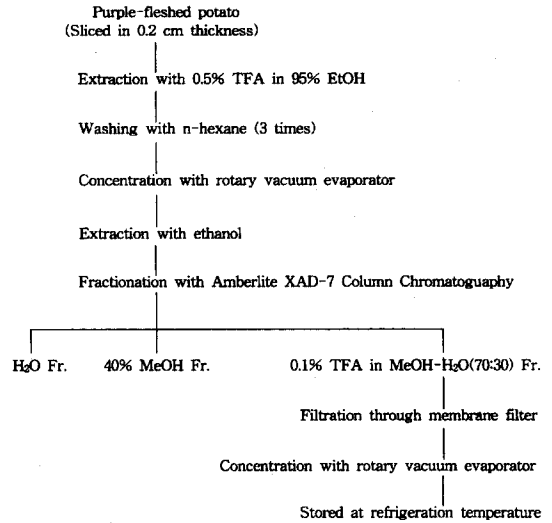 Purple-fleshed potato
(Sliced in 0.2 cm thickness)
Extraction with 0.5% TFA in 95% EtOH
Washing with n-hexane (3 times)
Concentration with rotary vacuum evaporator
Extraction with ethanol
Fractionation with Amberlite XAD-7 Column Chromatoguaphy
H₂O Fr. 40% MeOH Fr. 0.1% TFA in MeOH-H₂O(70:30) Fr.
Filtration through membrane filter
Concentration with rotary vacuum evaporator
Stored at refrigeration temperature